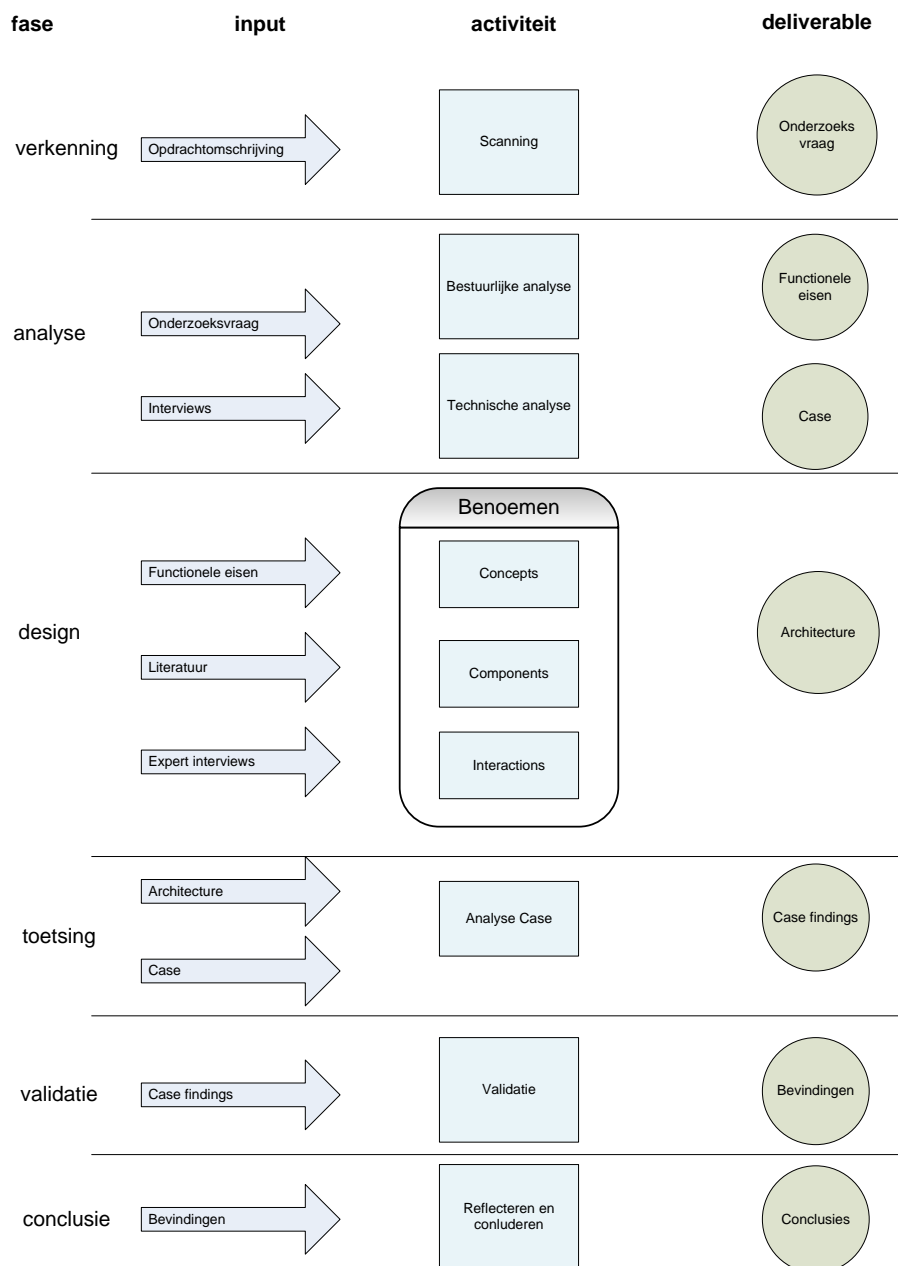 fase input activiteit deliverable
verkenning
Opdrachtomschrijving
Scanning
Onderzoeks
vraag
analyse
Onderzoeksvraag
Interviews
Bestuurlijke analyse
Technische analyse
Functionele
eisen
Case
design
Functionele eisen
Literatuur
Expert interviews
Benoemen
Concepts
Components
Interactions
Architecture
toetsing
Architecture
Case
Analyse Case
Case findings
validatie
Case findings
Validatie
Bevindingen
conclusie
Bevindingen
Reflecteren en
conluderen
Conclusies